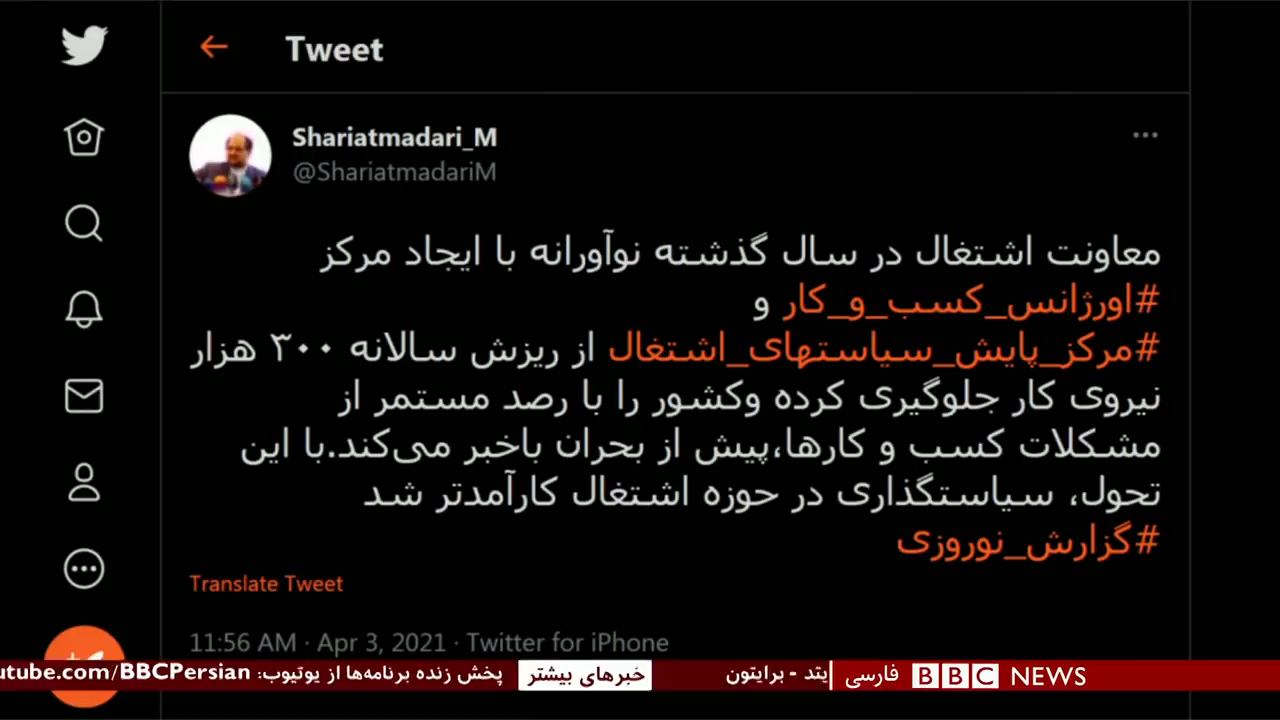 Tweet
Shariatmadari_M
@ShariatmadariM
معاونت اشتغال در سال گذشته نوآورانه با ایجاد مرکز
#اورژانس_کسب_و_کار و
#مرکز_پایش_سیاستهای_اشتغال از ریزش سالانه ۳۰۰ هزار
نیروی کار جلوگیری کرده وکشور را با رصد مستمر از
مشکلات کسب و کارها،پیش از بحران باخبر می‌کند.با این
تحول، سیاستگذاری در حوزه اشتغال کارآمدتر شد
#گزارش_نوروزی
Translate Tweet
11:56 AM · Apr 3, 2021 · Twitter for iPhone
BBC NEWS فارسی
یتد - برایتون
خبرهای بیشتر
پخش زنده برنامه‌ها از یوتیوب: utube.com/BBCPersian